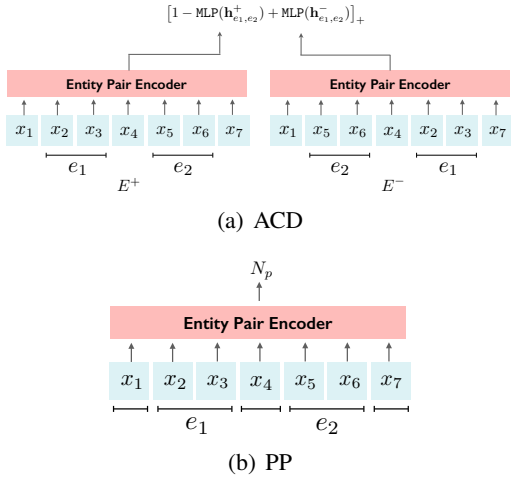 [1 − MLP(h⁺ₑ₁,ₑ₂) + MLP(h⁻ₑ₁,ₑ₂)]₊
Entity Pair Encoder Entity Pair Encoder
x₁ x₂ x₃ x₄ x₅ x₆ x₇ x₁ x₅ x₆ x₄ x₂ x₃ x₇
e₁ e₂ e₂ e₁
E⁺ E⁻
(a) ACD
Nₚ
Entity Pair Encoder
x₁ x₂ x₃ x₄ x₅ x₆ x₇
e₁ e₂
(b) PP